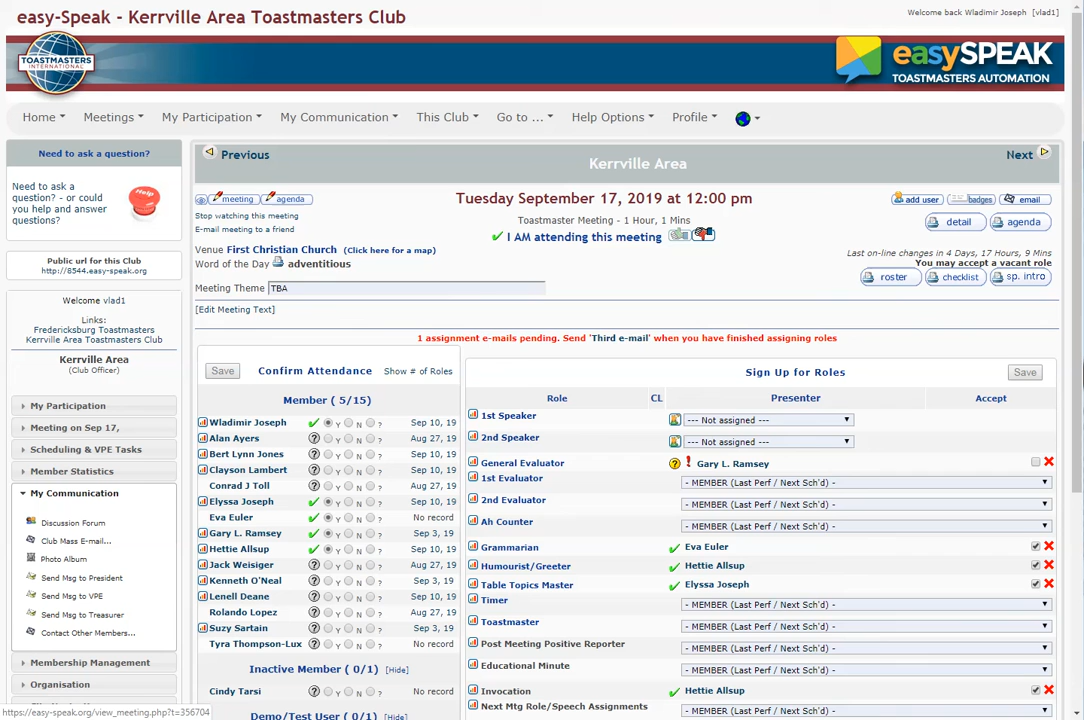 easy-Speak - Kerrville Area Toastmasters Club
Welcome back Wladimir Joseph [vlad1]
TOASTMASTERS
INTERNATIONAL
easySPEAK
TOASTMASTERS AUTOMATION
Home Meetings My Participation My Communication This Club Go to ... Help Options Profile
Need to ask a question?
Need to ask a
question? - or could
you help and answer
questions?
Help
Public url for this Club
http://8544.easy-speak.org
Welcome vlad1
Links:
Fredericksburg Toastmasters
Kerrville Area Toastmasters Club
Kerrville Area
(Club Officer)
My Participation
Meeting on Sep 17,
Scheduling & VPE Tasks
Member Statistics
My Communication
Discussion Forum
Club Mass E-mail...
Photo Album
Send Msg to President
Send Msg to VPE
Send Msg to Treasurer
Contact Other Members...
Membership Management
Organisation
https://easy-speak.org/view_meeting.php?t=356704
Previous
Kerrville Area
Next
meeting agenda
Stop watching this meeting
E-mail meeting to a friend
Tuesday September 17, 2019 at 12:00 pm
Toastmaster Meeting - 1 Hour, 1 Mins
I AM attending this meeting
add user badges email
detail agenda
Venue First Christian Church (Click here for a map)
Word of the Day adventitious
Last on-line changes in 4 Days, 17 Hours, 9 Mins
You may accept a vacant role
roster checklist sp. intro
Meeting Theme TBA
[Edit Meeting Text]
1 assignment e-mails pending. Send 'Third e-mail' when you have finished assigning roles
Save Confirm Attendance Show # of Roles
Member ( 5/15)
Wladimir Joseph Y N ? Sep 10, 19
Alan Ayers ? Y N ? Aug 27, 19
Bert Lynn Jones ? Y N ? Sep 10, 19
Clayson Lambert ? Y N ? Sep 10, 19
Conrad J Toll ? Y N ? Aug 27, 19
Elyssa Joseph Y N ? Sep 10, 19
Eva Euler Y N ? No record
Gary L. Ramsey Y N ? Sep 3, 19
Hettie Allsup Y N ? Sep 10, 19
Jack Weisiger ? Y N ? Aug 27, 19
Kenneth O'Neal ? Y N ? Sep 3, 19
Lenell Deane ? Y N ? Sep 10, 19
Rolando Lopez ? Y N ? Aug 27, 19
Suzy Sartain ? Y N ? Sep 3, 19
Tyra Thompson-Lux ? Y N ? No record
Inactive Member ( 0/1) [Hide]
Cindy Tarsi ? Y N ? No record
Demo/Test User ( 0/1) [Hide]
Sign Up for Roles Save
Role CL Presenter Accept
1st Speaker --- Not assigned ---
2nd Speaker --- Not assigned ---
General Evaluator ? ! Gary L. Ramsey
1st Evaluator - MEMBER (Last Perf / Next Sch'd) -
2nd Evaluator - MEMBER (Last Perf / Next Sch'd) -
Ah Counter - MEMBER (Last Perf / Next Sch'd) -
Grammarian Eva Euler
Humourist/Greeter Hettie Allsup
Table Topics Master Elyssa Joseph
Timer - MEMBER (Last Perf / Next Sch'd) -
Toastmaster - MEMBER (Last Perf / Next Sch'd) -
Post Meeting Positive Reporter - MEMBER (Last Perf / Next Sch'd) -
Educational Minute - MEMBER (Last Perf / Next Sch'd) -
Invocation Hettie Allsup
Next Mtg Role/Speech Assignments - MEMBER (Last Perf / Next Sch'd) -